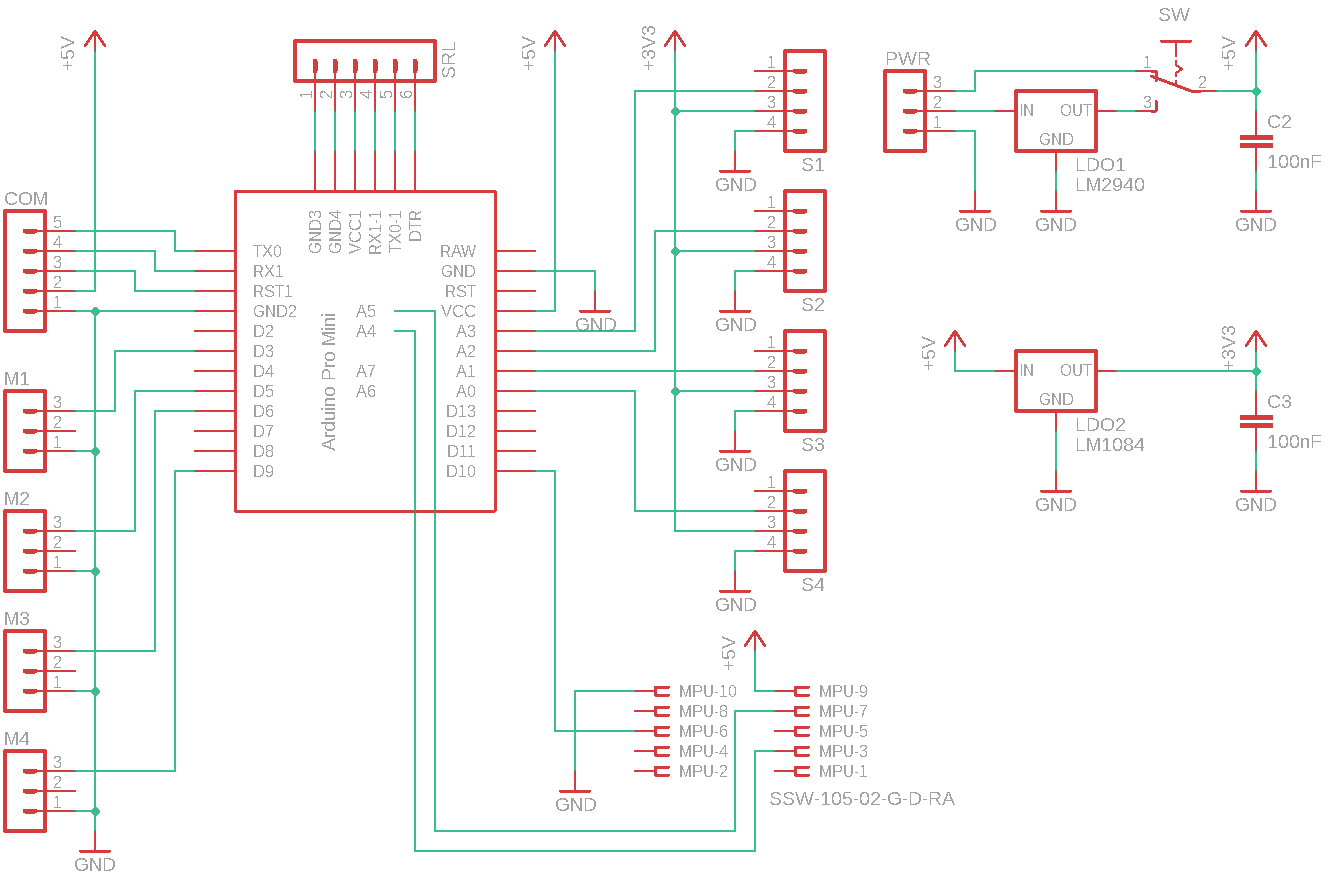 +5V
SRL
1 2 3 4 5 6
+5V
+3V3
SW
+5V
COM
5
4
3
2
1
M1
3
2
1
M2
3
2
1
M3
3
2
1
M4
3
2
1
GND
GND3
GND4
VCC1
RX1-1
TX0-1
DTR
TX0
RX1
RST1
GND2
D2
D3
D4
D5
D6
D7
D8
D9
Arduino Pro Mini
A5
A4
A7
A6
RAW
GND
RST
VCC
A3
A2
A1
A0
D13
D12
D11
D10
GND
1
2
3
4
S1
GND
1
2
3
4
S2
GND
1
2
3
4
S3
GND
1
2
3
4
S4
GND
PWR
3
2
1
GND
IN
OUT
GND
LDO1
LM2940
GND
1
2
3
C2
100nF
GND
+5V
IN
OUT
GND
LDO2
LM1084
GND
+3V3
C3
100nF
GND
+5V
MPU-10
MPU-8
MPU-6
MPU-4
MPU-2
GND
MPU-9
MPU-7
MPU-5
MPU-3
MPU-1
SSW-105-02-G-D-RA